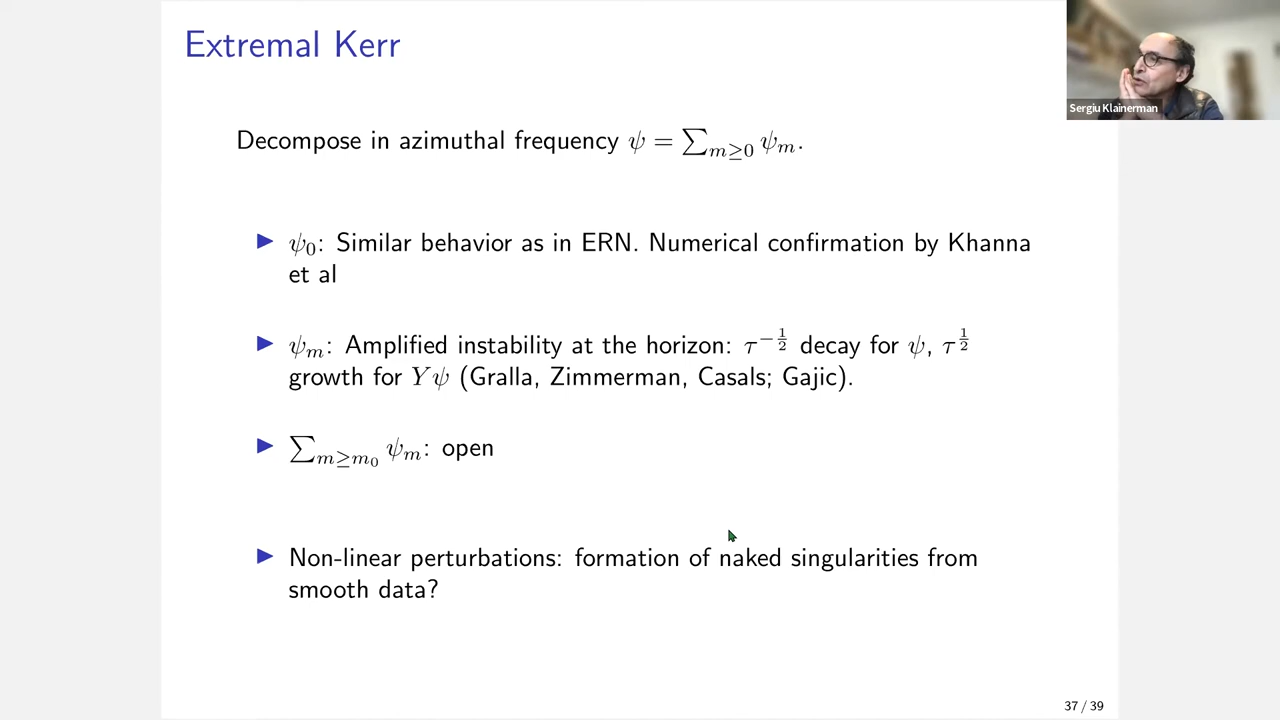 Extremal Kerr
Sergiu Klainerman
Decompose in azimuthal frequency ψ = ∑_{m≥0} ψ_m.
▶ ψ_0: Similar behavior as in ERN. Numerical confirmation by Khanna
et al
▶ ψ_m: Amplified instability at the horizon: τ^{-1/2} decay for ψ, τ^{1/2}
growth for Yψ (Gralla, Zimmerman, Casals; Gajic).
▶ ∑_{m≥m_0} ψ_m: open
▶ Non-linear perturbations: formation of naked singularities from
smooth data?
37 / 39